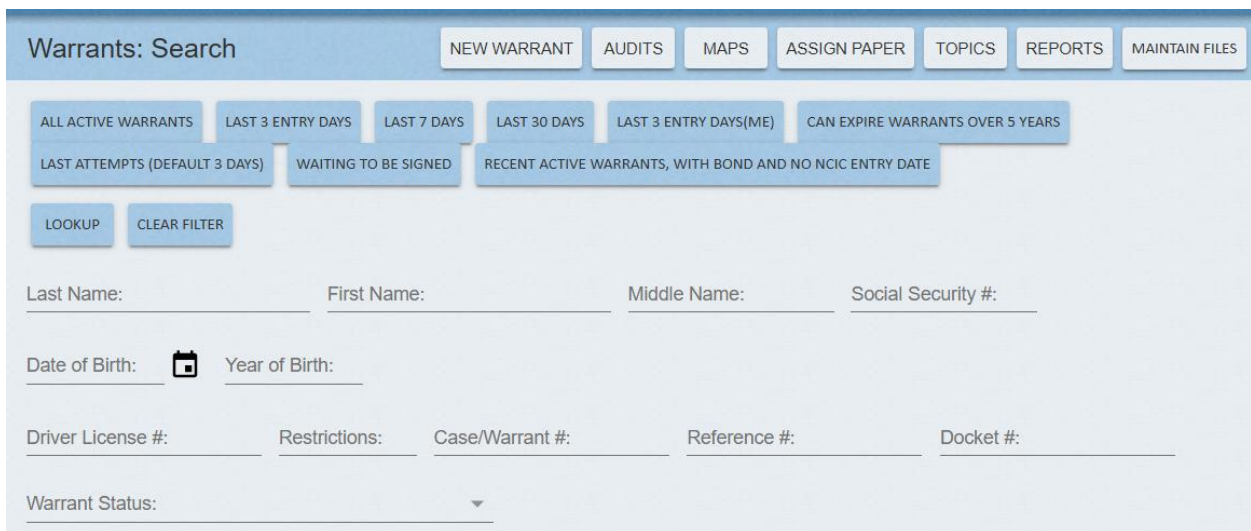 Warrants: Search NEW WARRANT AUDITS MAPS ASSIGN PAPER TOPICS REPORTS MAINTAIN FILES
ALL ACTIVE WARRANTS LAST 3 ENTRY DAYS LAST 7 DAYS LAST 30 DAYS LAST 3 ENTRY DAYS(ME) CAN EXPIRE WARRANTS OVER 5 YEARS
LAST ATTEMPTS (DEFAULT 3 DAYS) WAITING TO BE SIGNED RECENT ACTIVE WARRANTS, WITH BOND AND NO NCIC ENTRY DATE
LOOKUP CLEAR FILTER
Last Name: First Name: Middle Name: Social Security #:
Date of Birth: Year of Birth:
Driver License #: Restrictions: Case/Warrant #: Reference #: Docket #:
Warrant Status: